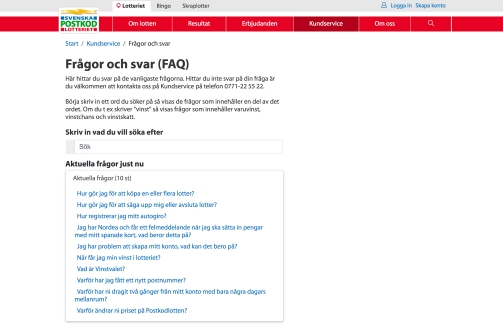 Lotteriet Bingo Skraplotter Logga in Skapa konto
SVENSKA
POSTKOD
LOTTERIET
Om lotten Resultat Erbjudanden Kundservice Om oss
Start / Kundservice / Frågor och svar
Frågor och svar (FAQ)
Här hittar du svar på de vanligaste frågorna. Hittar du inte svar på din fråga är
du välkommen att kontakta oss på Kundservice på telefon 0771-22 55 22.
Börja skriv in ett ord du söker på så visas de frågor som innehåller en del av det
ordet. Om du t ex skriver "vinst" så visas frågor som innehåller varuvinst,
vinstchans och vinstskatt.
Skriv in vad du vill söka efter
Sök
Aktuella frågor just nu
Aktuella frågor (10 st)
Hur gör jag för att köpa en eller flera lotter?
Hur gör jag för att säga upp mig eller avsluta lotter?
Hur registrerar jag mitt autogiro?
Jag har Nordea och får ett felmeddelande när jag ska sätta in pengar
med mitt sparade kort, vad beror detta på?
Jag har problem att skapa mitt konto, vad kan det bero på?
När får jag min vinst i lotteriet?
Vad är Vinstvalet?
Varför har jag fått ett nytt postnummer?
Varför har ni dragit två gånger från mitt konto med bara några dagars
mellanrum?
Varför ändrar ni priset på Postkodlotten?